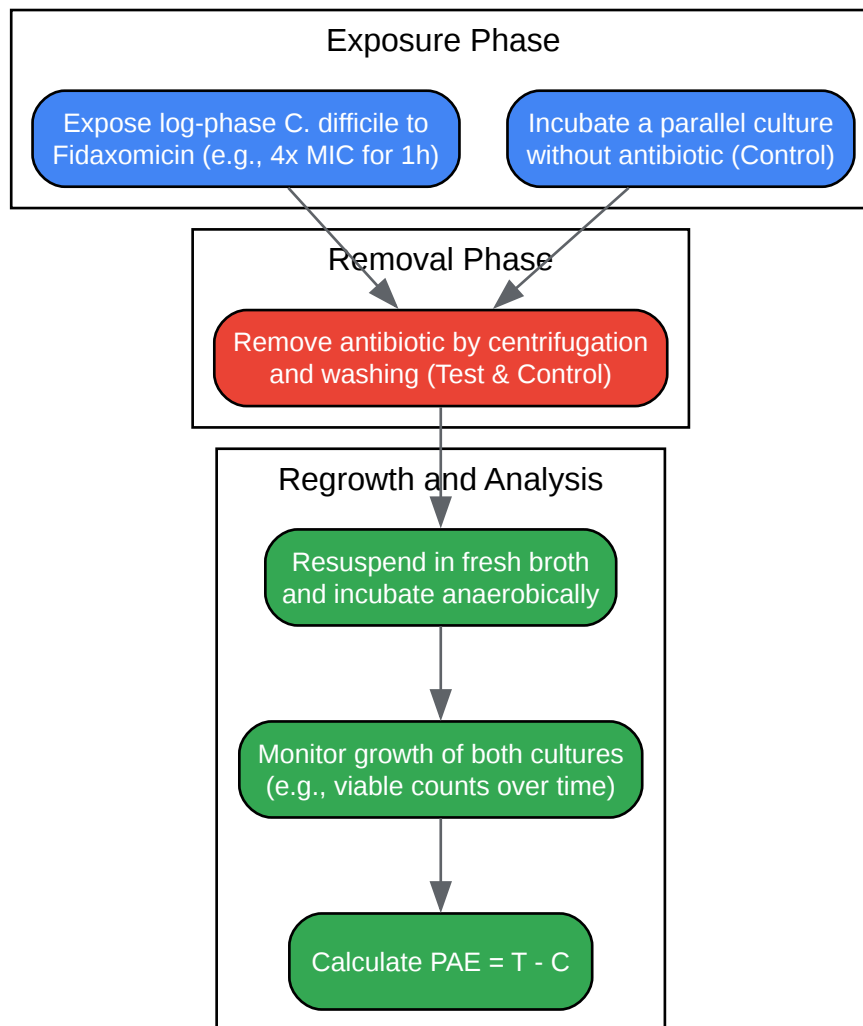 Exposure Phase
Expose log-phase C. difficile to
Fidaxomicin (e.g., 4x MIC for 1h)
Incubate a parallel culture
without antibiotic (Control)
Removal Phase
Remove antibiotic by centrifugation
and washing (Test & Control)
Regrowth and Analysis
Resuspend in fresh broth
and incubate anaerobically
Monitor growth of both cultures
(e.g., viable counts over time)
Calculate PAE = T - C